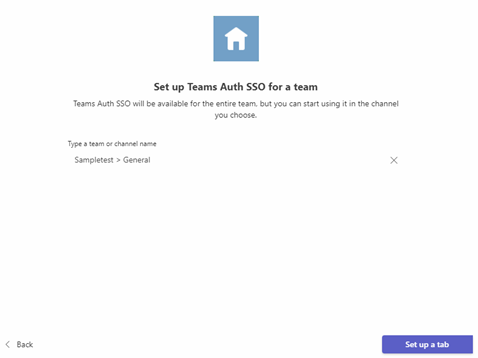 Set up Teams Auth SSO for a team
Teams Auth SSO will be available for the entire team, but you can start using it in the channel
you choose.
Type a team or channel name
Sampletest > General
Back
Set up a tab